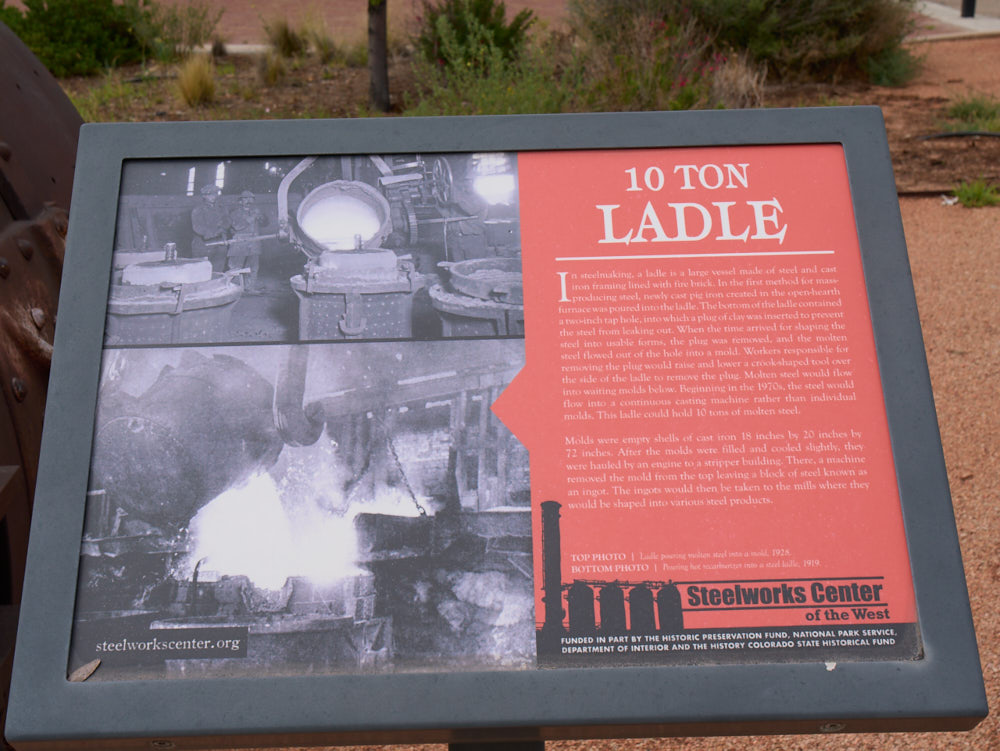 10 TON
LADLE
In steelmaking, a ladle is a large vessel made of steel and cast
iron framing lined with fire brick. In the first method for mass-
producing steel, newly cast pig iron created in the open-hearth
furnace was poured into the ladle. The bottom of the ladle contained
a two-inch tap hole, into which a plug of clay was inserted to prevent
the steel from leaking out. When the time arrived for shaping the
steel into usable forms, the plug was removed, and the molten
steel flowed out of the hole into a mold. Workers responsible for
removing the plug would raise and lower a crook-shaped tool over
the side of the ladle to remove the plug. Molten steel would flow
into waiting molds below. Beginning in the 1970s, the steel would
flow into a continuous casting machine rather than individual
molds. This ladle could hold 10 tons of molten steel.
Molds were empty shells of cast iron 18 inches by 20 inches by
72 inches. After the molds were filled and cooled slightly, they
were hauled by an engine to a stripper building. There, a machine
removed the mold from the top leaving a block of steel known as
an ingot. The ingots would then be taken to the mills where they
would be shaped into various steel products.
TOP PHOTO | Ladle pouring molten steel into a mold, 1928.
BOTTOM PHOTO | Pouring hot recarburizer into a steel ladle, 1919.
Steelworks Center
of the West
FUNDED IN PART BY THE HISTORIC PRESERVATION FUND, NATIONAL PARK SERVICE,
DEPARTMENT OF INTERIOR AND THE HISTORY COLORADO STATE HISTORICAL FUND
steelworkscenter.org